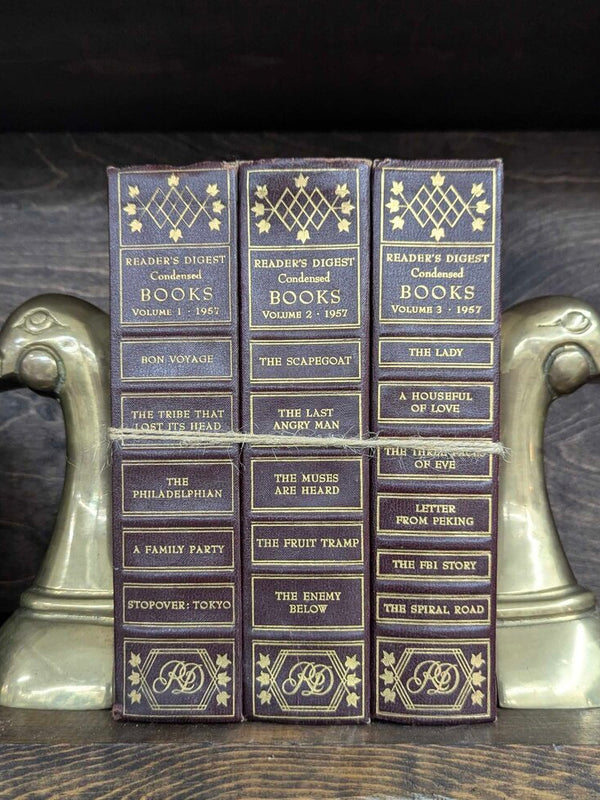 READER'S DIGEST
Condensed
BOOKS
VOLUME 1 · 1957
BON VOYAGE
THE TRIBE THAT
LOST ITS HEAD
THE
PHILADELPHIAN
A FAMILY PARTY
STOPOVER: TOKYO
RD
READER'S DIGEST
Condensed
BOOKS
VOLUME 2 · 1957
THE SCAPEGOAT
THE LAST
ANGRY MAN
THE MUSES
ARE HEARD
THE FRUIT TRAMP
THE ENEMY
BELOW
RD
READER'S DIGEST
Condensed
BOOKS
VOLUME 3 · 1957
THE LADY
A HOUSEFUL
OF LOVE
THE THREE FACES
OF EVE
LETTER
FROM PEKING
THE FBI STORY
THE SPIRAL ROAD
RD